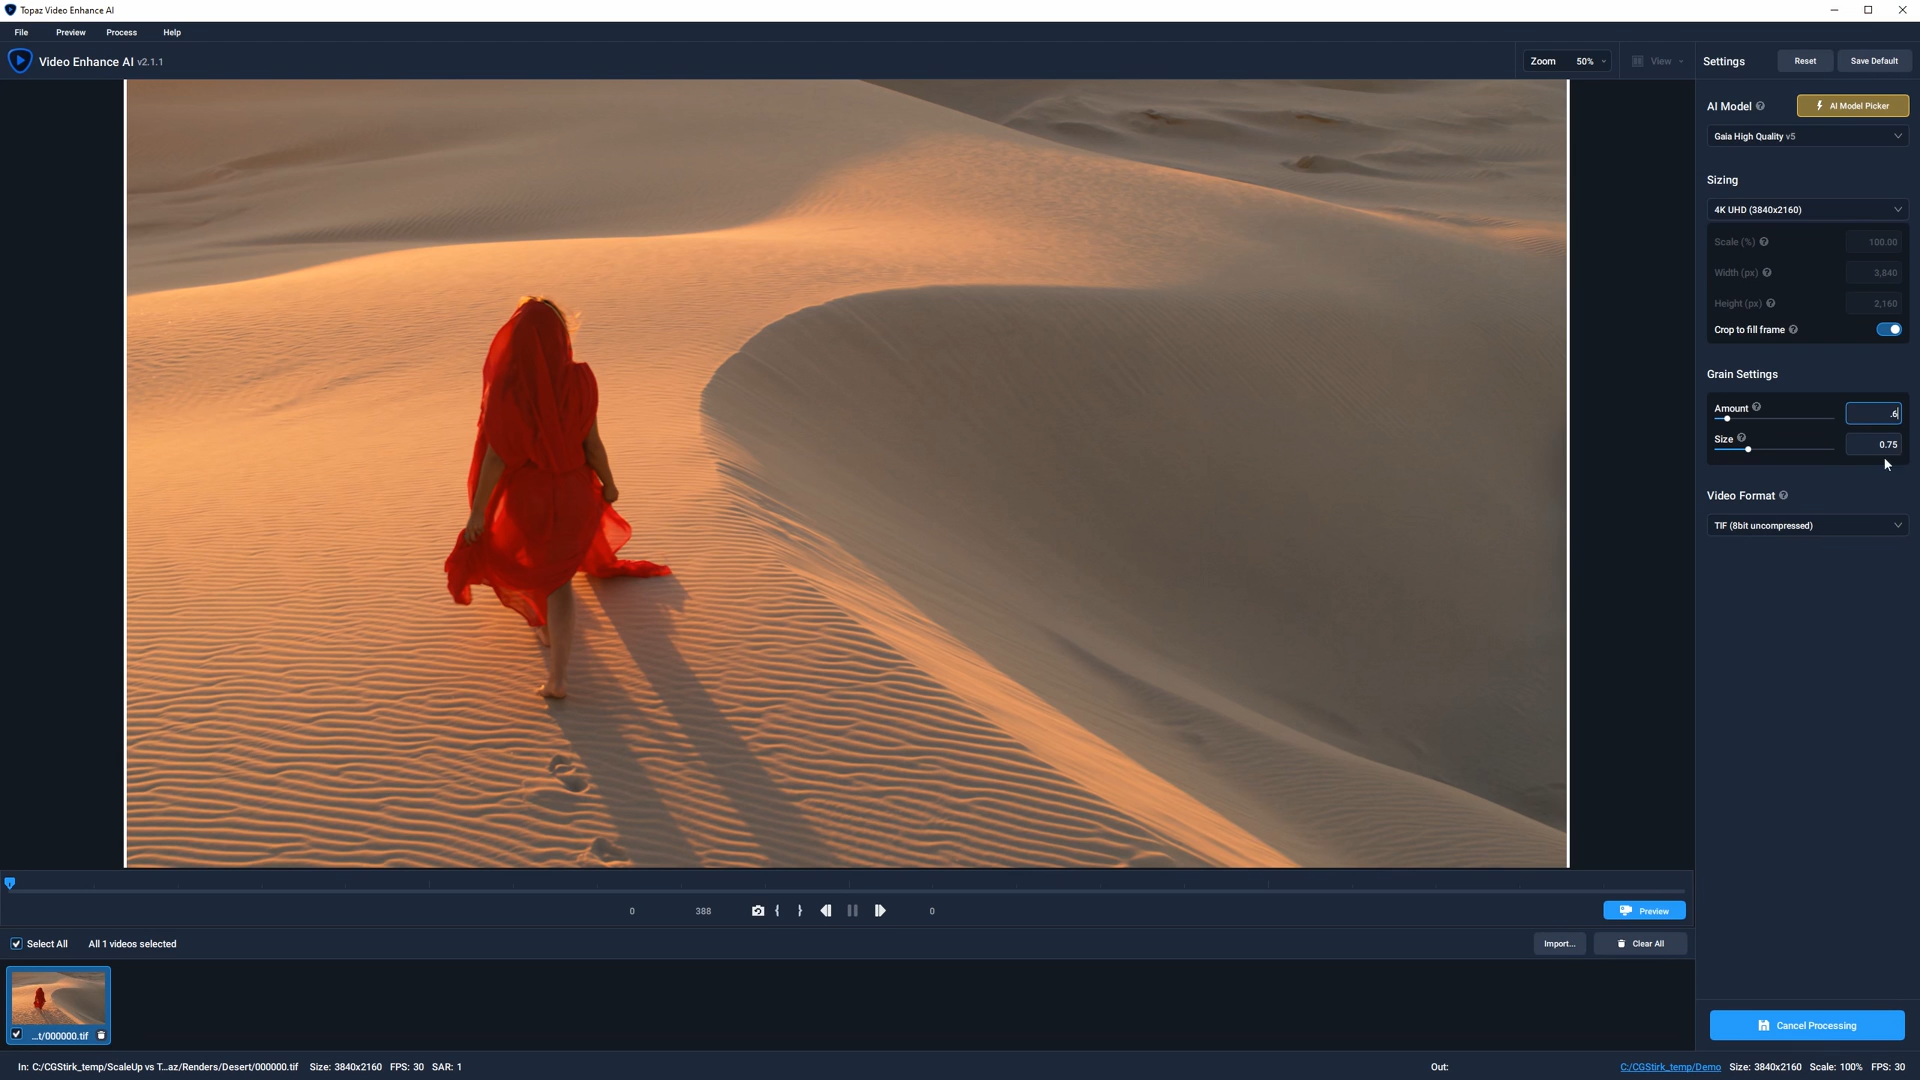 Topaz Video Enhance AI
File Preview Process Help
Video Enhance AI v2.1.1
Zoom 50% View
Settings Reset Save Default
AI Model AI Model Picker
Gaia High Quality v5
Sizing
4K UHD (3840x2160)
Scale (%) 100.00
Width (px) 3,840
Height (px) 2,160
Crop to fill frame
Grain Settings
Amount .6
Size 0.75
Video Format
TIF (8bit uncompressed)
0 388 { } 0 Preview
Select All All 1 videos selected Import... Clear All
...t/000000.tif
Cancel Processing
In: C:/CGStirk_temp/ScaleUp vs T...az/Renders/Desert/000000.tif Size: 3840x2160 FPS: 30 SAR: 1 Out: C:/CGStirk_temp/Demo Size: 3840x2160 Scale: 100% FPS: 30